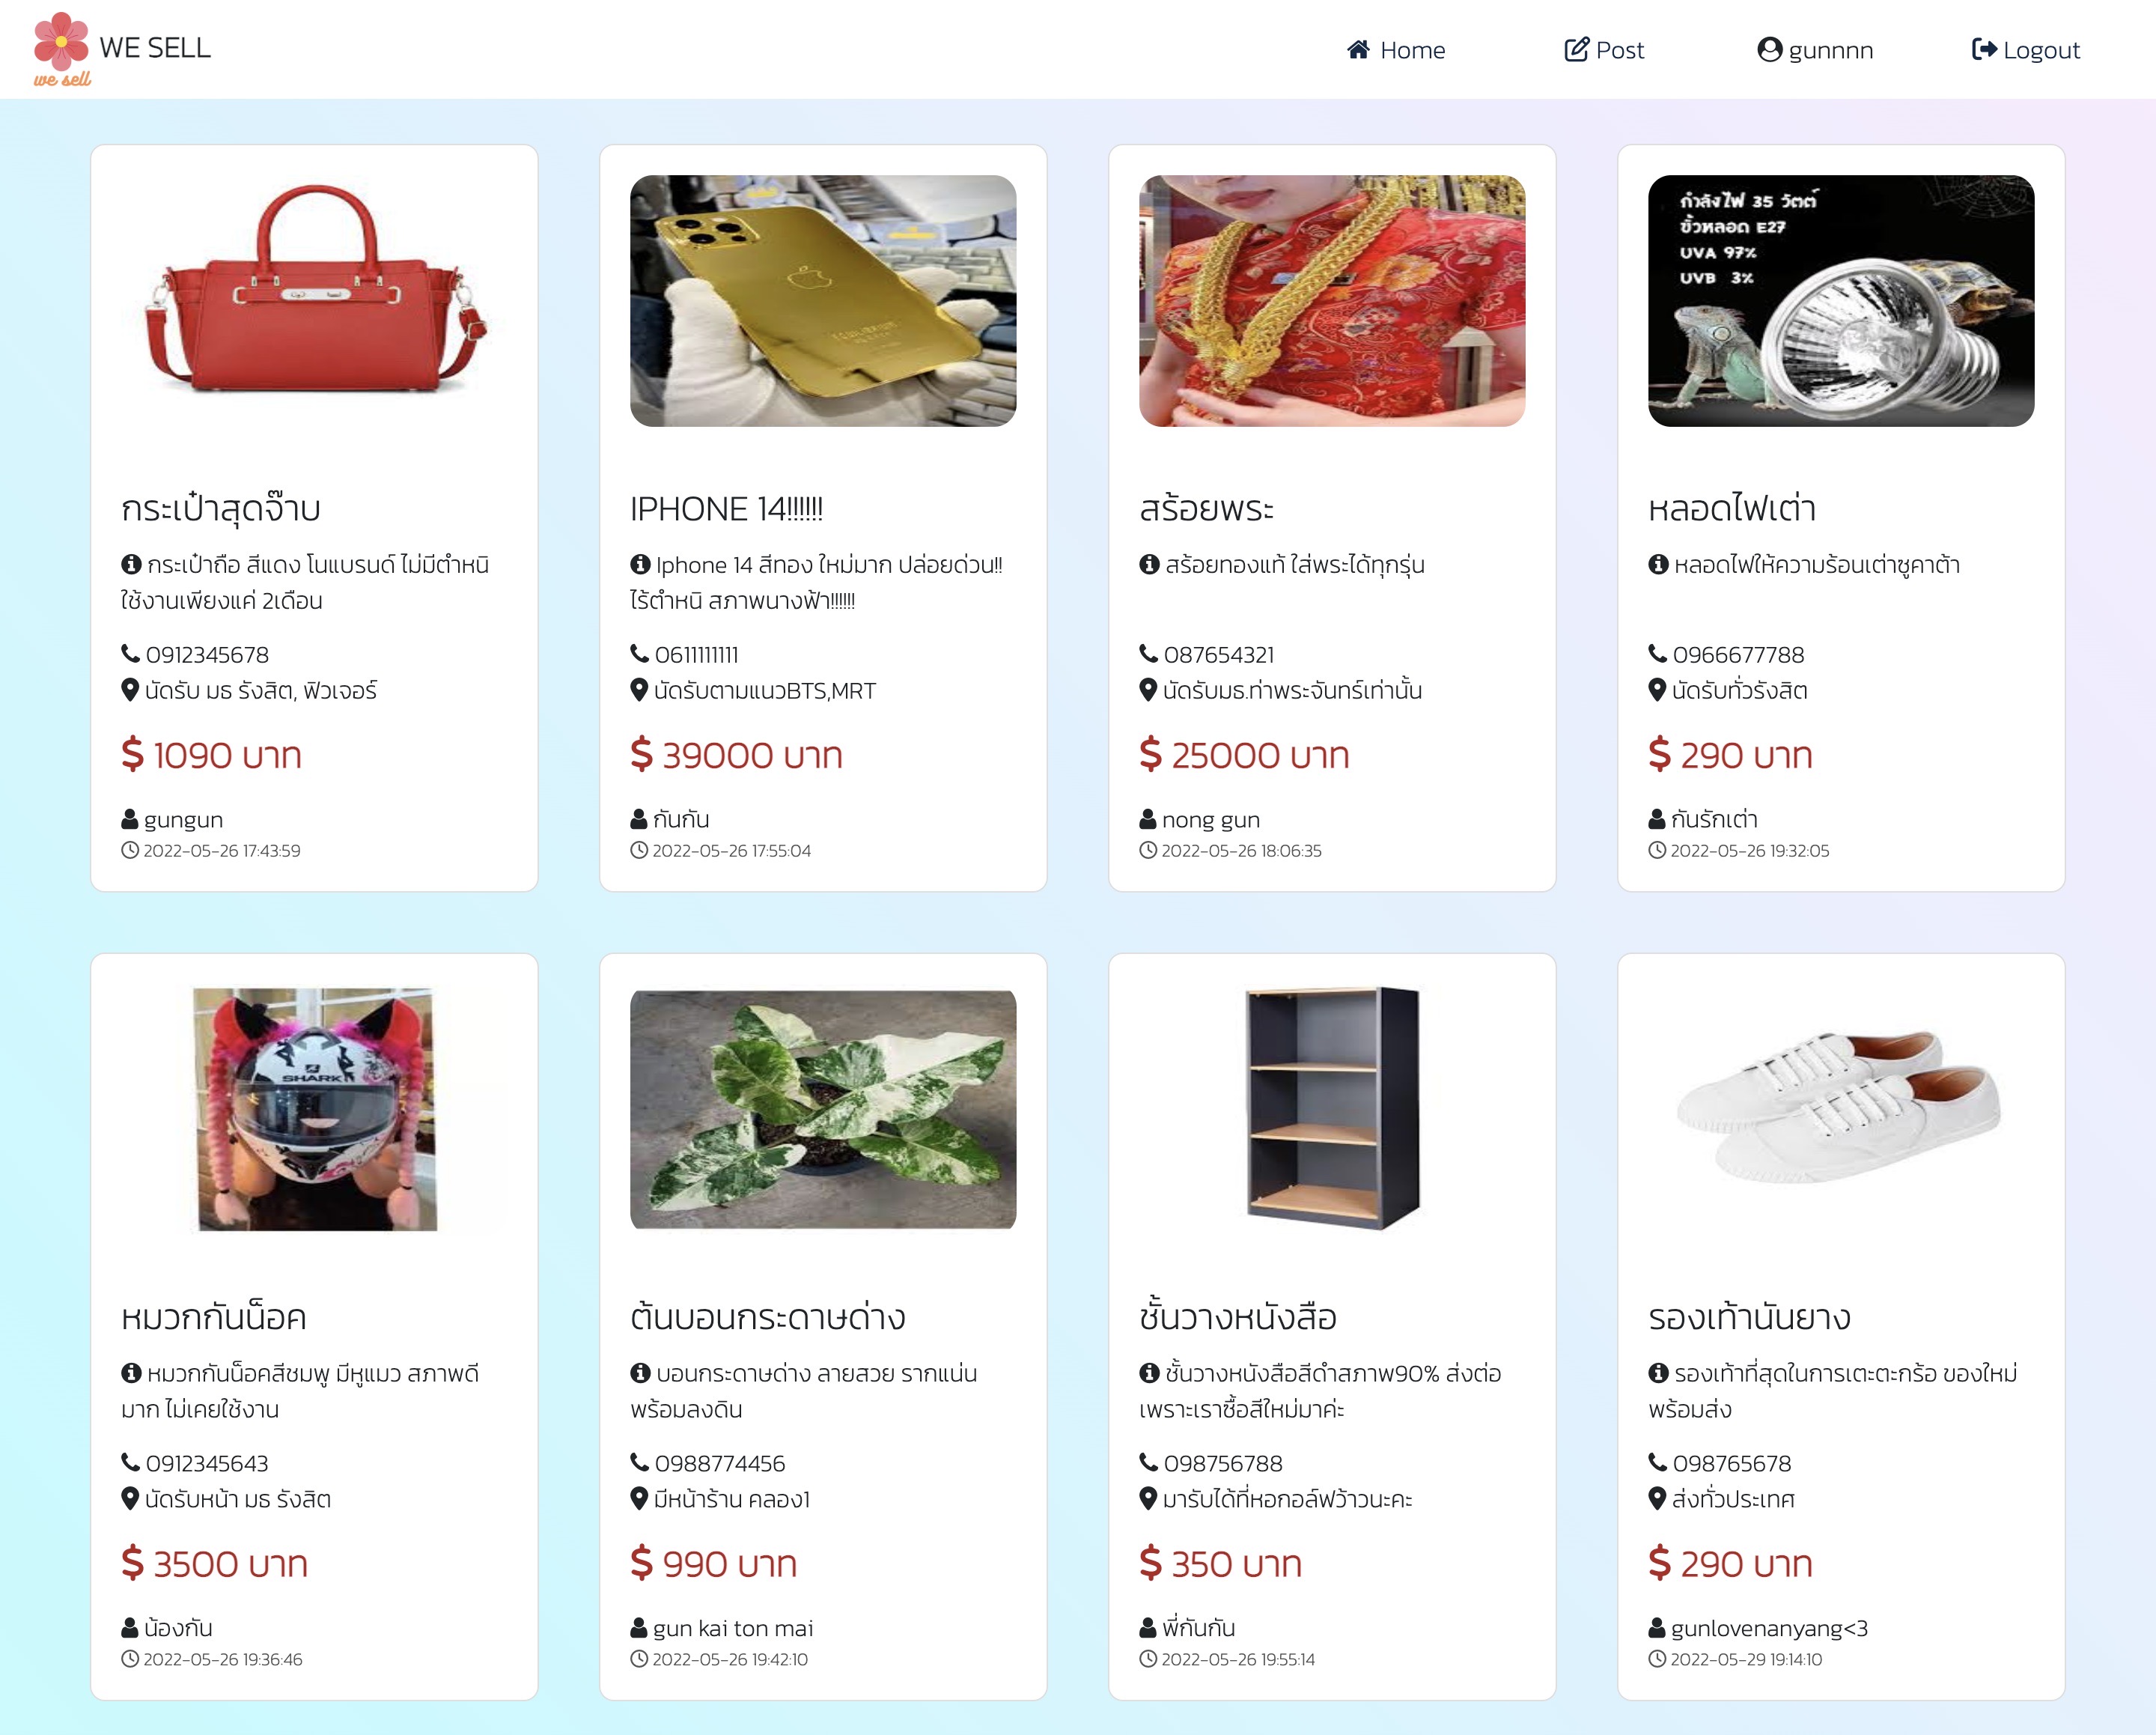 we sell
WE SELL
Home
Post
gunnnn
Logout
กำลังไฟ 35 วัตต์
ขั้วหลอด E27
UVA 97%
UVB 3%
กระเป๋าสุดจ๊าบ
กระเป๋าถือ สีแดง โนแบรนด์ ไม่มีตำหนิ
ใช้งานเพียงแค่ 2เดือน
0912345678
นัดรับ มธ รังสิต, ฟิวเจอร์
$ 1090 บาท
gungun
2022-05-26 17:43:59
IPHONE 14!!!!!!
Iphone 14 สีทอง ใหม่มาก ปล่อยด่วน!!
ไร้ตำหนิ สภาพนางฟ้า!!!!!!
0611111111
นัดรับตามแนวBTS,MRT
$ 39000 บาท
กันกัน
2022-05-26 17:55:04
สร้อยพระ
สร้อยทองแท้ ใส่พระได้ทุกรุ่น
087654321
นัดรับมธ.ท่าพระจันทร์เท่านั้น
$ 25000 บาท
nong gun
2022-05-26 18:06:35
หลอดไฟเต่า
หลอดไฟให้ความร้อนเต่าซูคาต้า
0966677788
นัดรับทั่วรังสิต
$ 290 บาท
กันรักเต่า
2022-05-26 19:32:05
SHARK
หมวกกันน็อค
หมวกกันน็อคสีชมพู มีหูแมว สภาพดี
มาก ไม่เคยใช้งาน
0912345643
นัดรับหน้า มธ รังสิต
$ 3500 บาท
น้องกัน
2022-05-26 19:36:46
ต้นบอนกระดาษด่าง
บอนกระดาษด่าง ลายสวย รากแน่น
พร้อมลงดิน
0988774456
มีหน้าร้าน คลอง1
$ 990 บาท
gun kai ton mai
2022-05-26 19:42:10
ชั้นวางหนังสือ
ชั้นวางหนังสือสีดำสภาพ90% ส่งต่อ
เพราะเราซื้อสีใหม่มาค่ะ
098756788
มารับได้ที่หอกอล์ฟว้าวนะคะ
$ 350 บาท
พี่กันกัน
2022-05-26 19:55:14
รองเท้านันยาง
รองเท้าที่สุดในการเตะตะกร้อ ของใหม่
พร้อมส่ง
098765678
ส่งทั่วประเทศ
$ 290 บาท
gunlovenanyang<3
2022-05-29 19:14:10